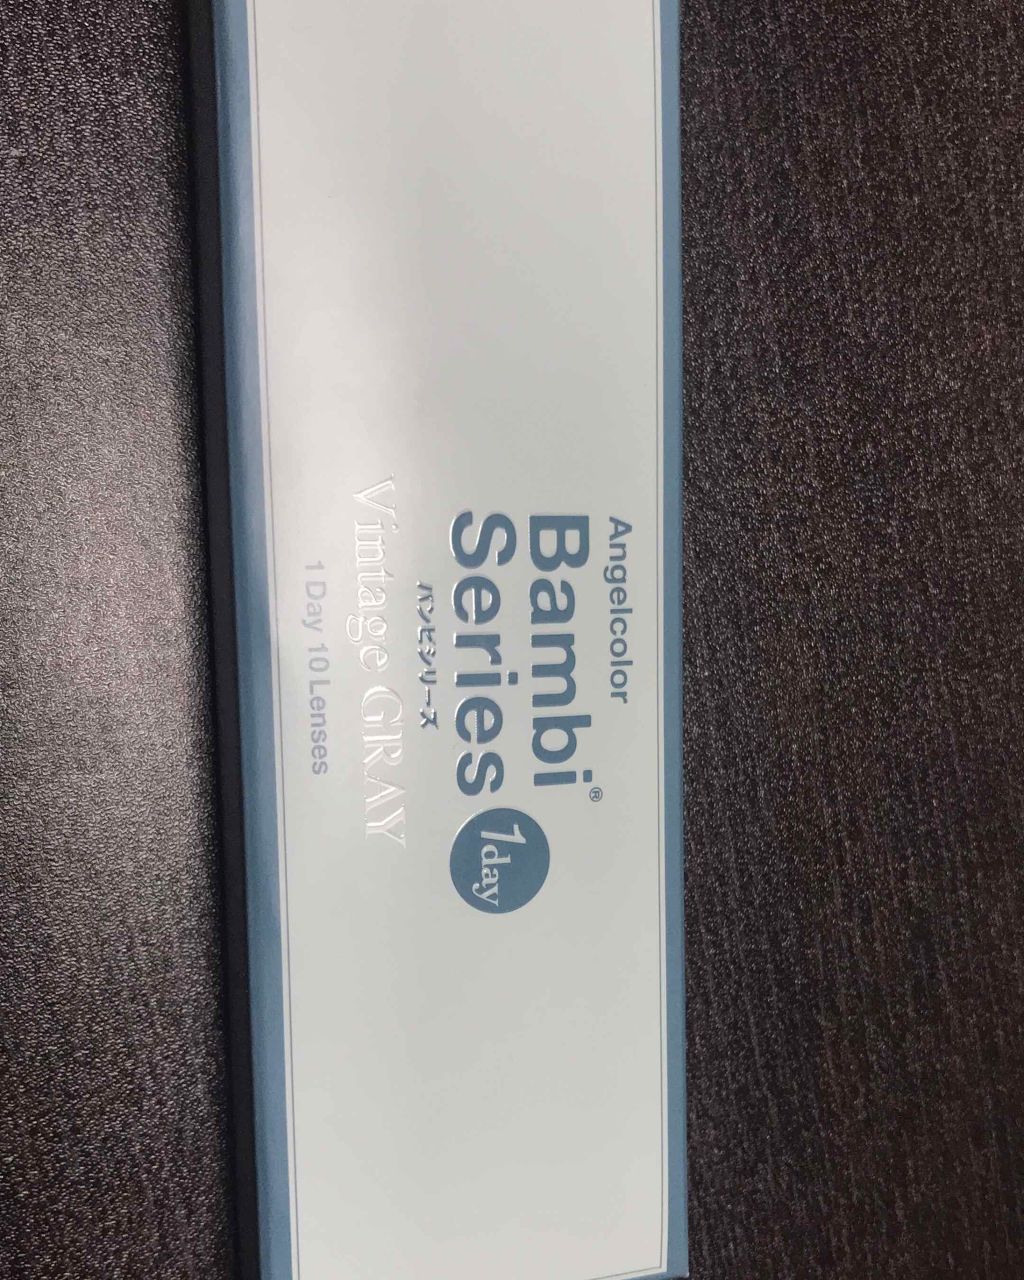 Angelcolor
Bambi®
Series 1day
バンビシリーズ
Vintage GRAY
1 Day 10 Lenses